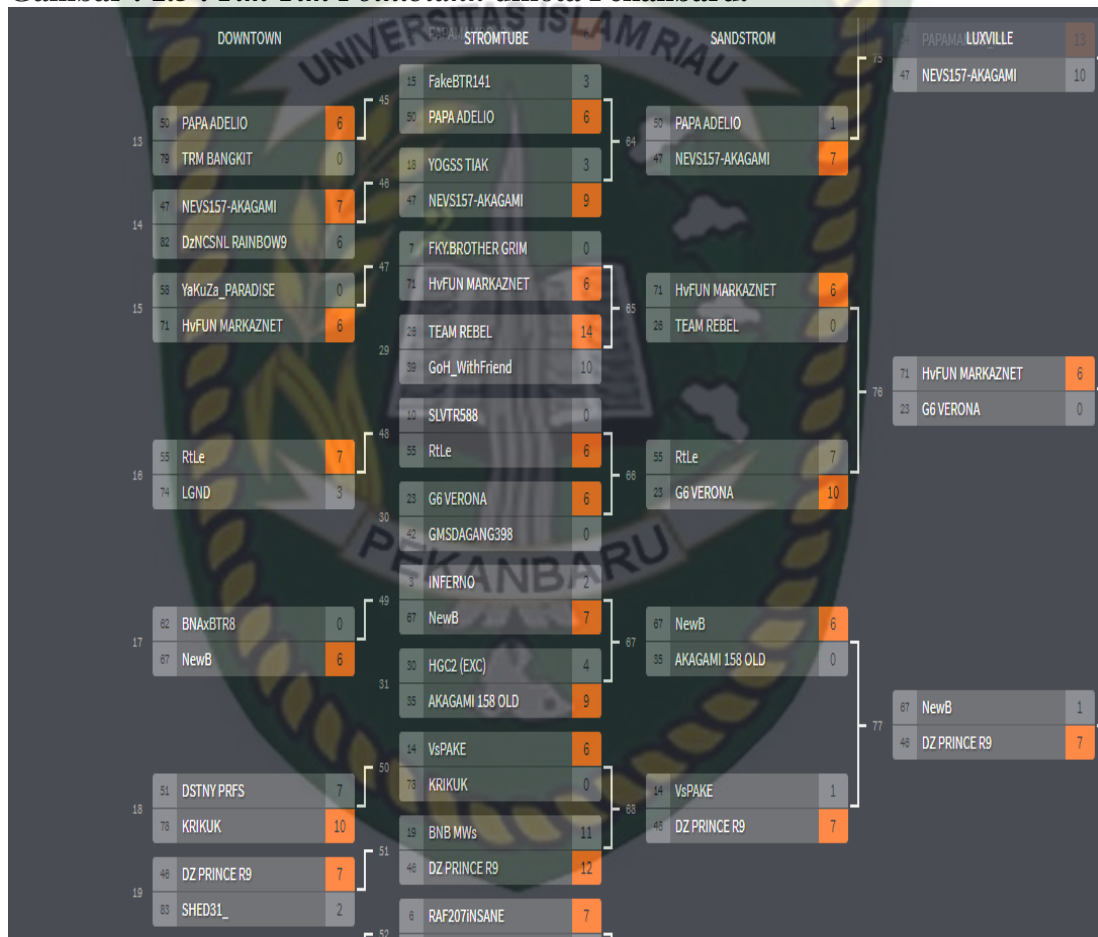 DOWNTOWN
STROMTUBE
SANDSTROM
LUXVILLE
UNIVERSITAS ISLAM RIAU
PEKANBARU
13
50 PAPA ADELIO 6
79 TRM BANGKIT 0
14
47 NEVS157-AKAGAMI 7
82 DzNCSNL RAINBOW9 6
15
58 YaKuZa_PARADISE 0
71 HvFUN MARKAZNET 6
16
55 RtLe 7
74 LGND 3
17
62 BNAxBTR8 0
67 NewB 6
18
51 DSTNY PRFS 7
78 KRIKUK 10
19
46 DZ PRINCE R9 7
83 SHED31_ 2
45
15 FakeBTR141 3
50 PAPA ADELIO 6
46
18 YOGSS TIAK 3
47 NEVS157-AKAGAMI 9
47
7 FKY.BROTHER GRIM 0
71 HvFUN MARKAZNET 6
29
26 TEAM REBEL 14
39 GoH_WithFriend 10
48
10 SLVTR588 0
55 RtLe 6
30
23 G6 VERONA 6
42 GMSDAGANG398 0
49
3 INFERNO 2
67 NewB 7
31
30 HGC2 (EXC) 4
35 AKAGAMI 158 OLD 9
50
14 VsPAKE 6
78 KRIKUK 0
51
19 BNB MWs 11
46 DZ PRINCE R9 12
52
6 RAF207iNSANE 7
64
50 PAPA ADELIO 1
47 NEVS157-AKAGAMI 7
65
71 HvFUN MARKAZNET 6
26 TEAM REBEL 0
66
55 RtLe 7
23 G6 VERONA 10
67
67 NewB 6
35 AKAGAMI 158 OLD 0
68
14 VsPAKE 1
46 DZ PRINCE R9 7
75
13
47 NEVS157-AKAGAMI 10
76
71 HvFUN MARKAZNET 6
23 G6 VERONA 0
77
67 NewB 1
46 DZ PRINCE R9 7